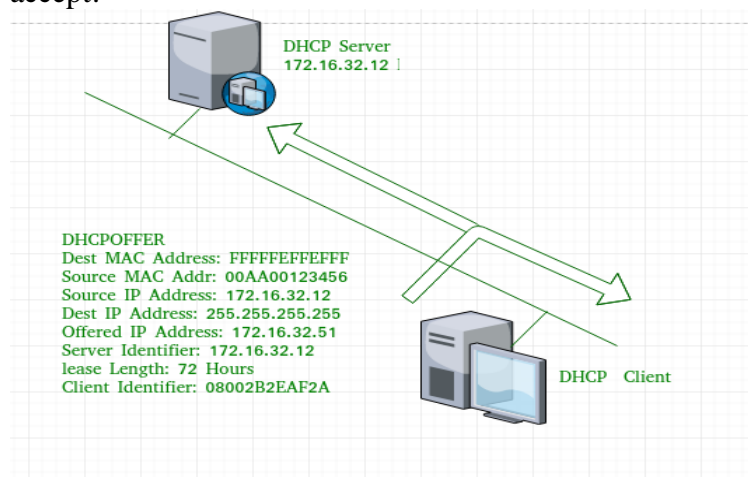 accept.
DHCP Server
172.16.32.12
DHCPOFFER
Dest MAC Address: FFFFFEFFEFFF
Source MAC Addr: 00AA00123456
Source IP Address: 172.16.32.12
Dest IP Address: 255.255.255.255
Offered IP Address: 172.16.32.51
Server Identifier: 172.16.32.12
lease Length: 72 Hours
Client Identifier: 08002B2EAF2A
DHCP Client